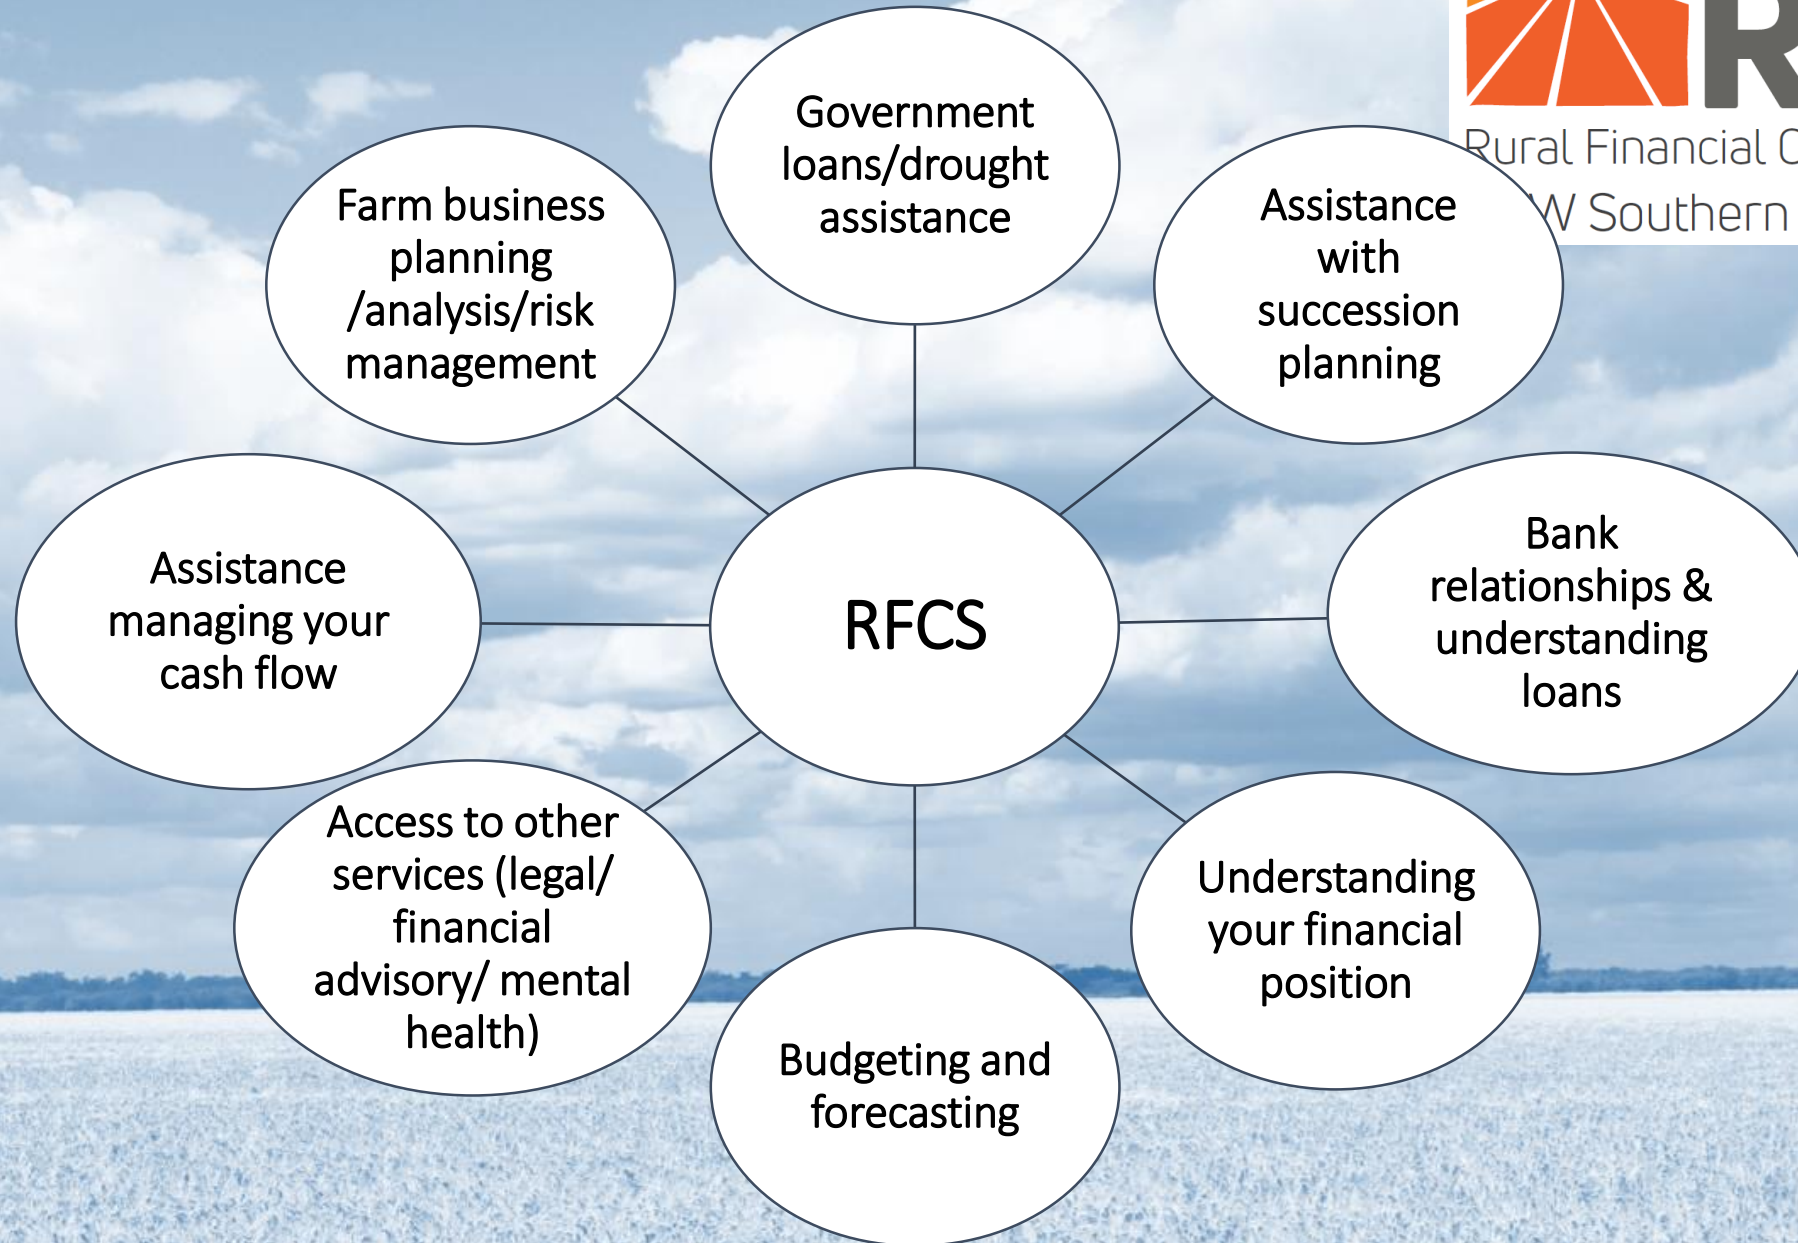 Government
loans/drought
assistance
R
Rural Financial
Southern
Farm business
planning
/analysis/risk
management
Assistance
with
succession
planning
Assistance
managing your
cash flow
RFCS
Bank
relationships &
understanding
loans
Access to other
services (legal/
financial
advisory/ mental
health)
Understanding
your financial
position
Budgeting and
forecasting